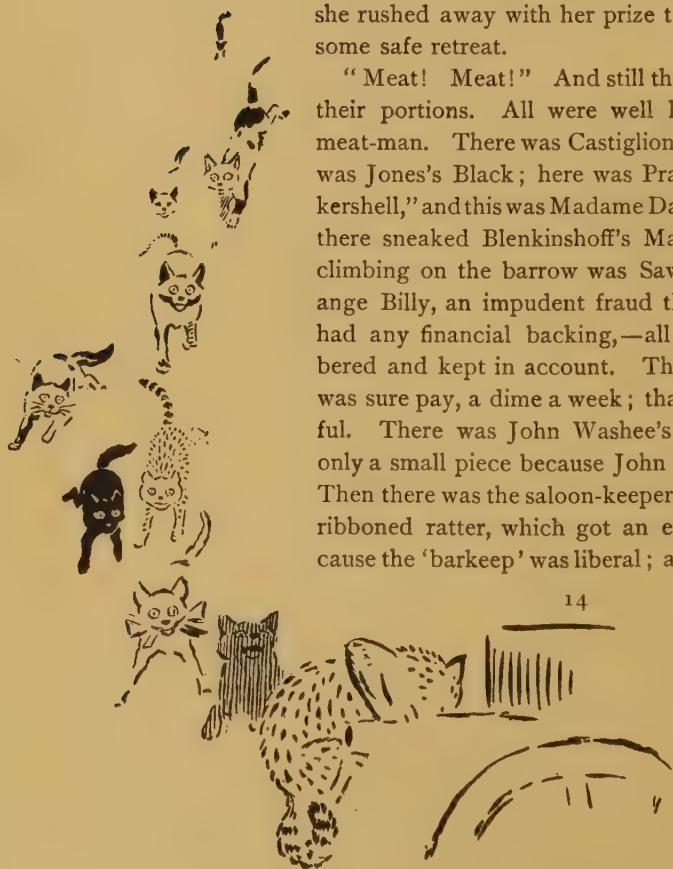 she rushed away with her prize t
some safe retreat.
“Meat! Meat!” And still th
their portions. All were well
meat-man. There was Castiglion
was Jones's Black; here was Pra
kershell,” and this was Madame Da
there sneaked Blenkinshoff's Ma
climbing on the barrow was Sav
ange Billy, an impudent fraud t
had any financial backing,—all
bered and kept in account. Th
was sure pay, a dime a week; tha
ful. There was John Washee's
only a small piece because John
Then there was the saloon-keeper
ribboned ratter, which got an e
cause the ‘barkeep’ was liberal; a
14